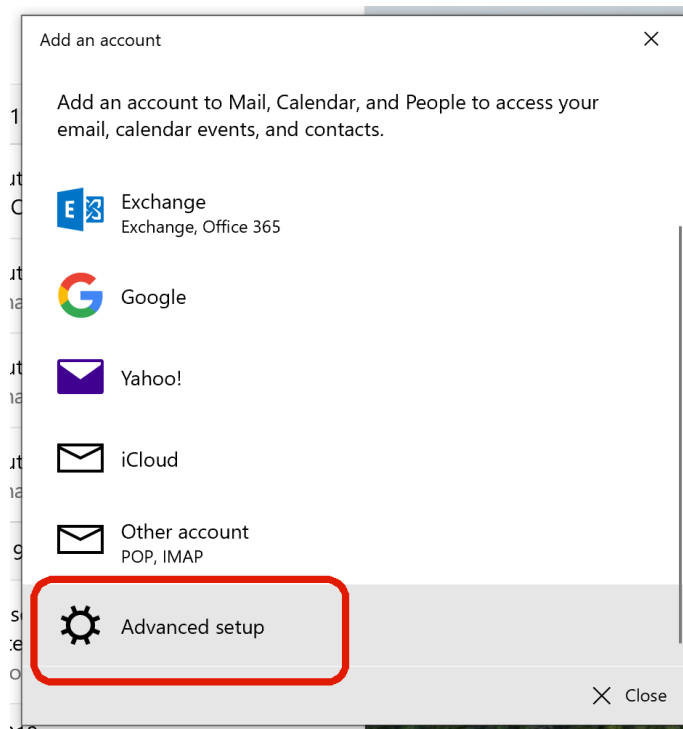 Add an account
Add an account to Mail, Calendar, and People to access your
email, calendar events, and contacts.
Exchange
Exchange, Office 365
Google
Yahoo!
iCloud
Other account
POP, IMAP
Advanced setup
Close